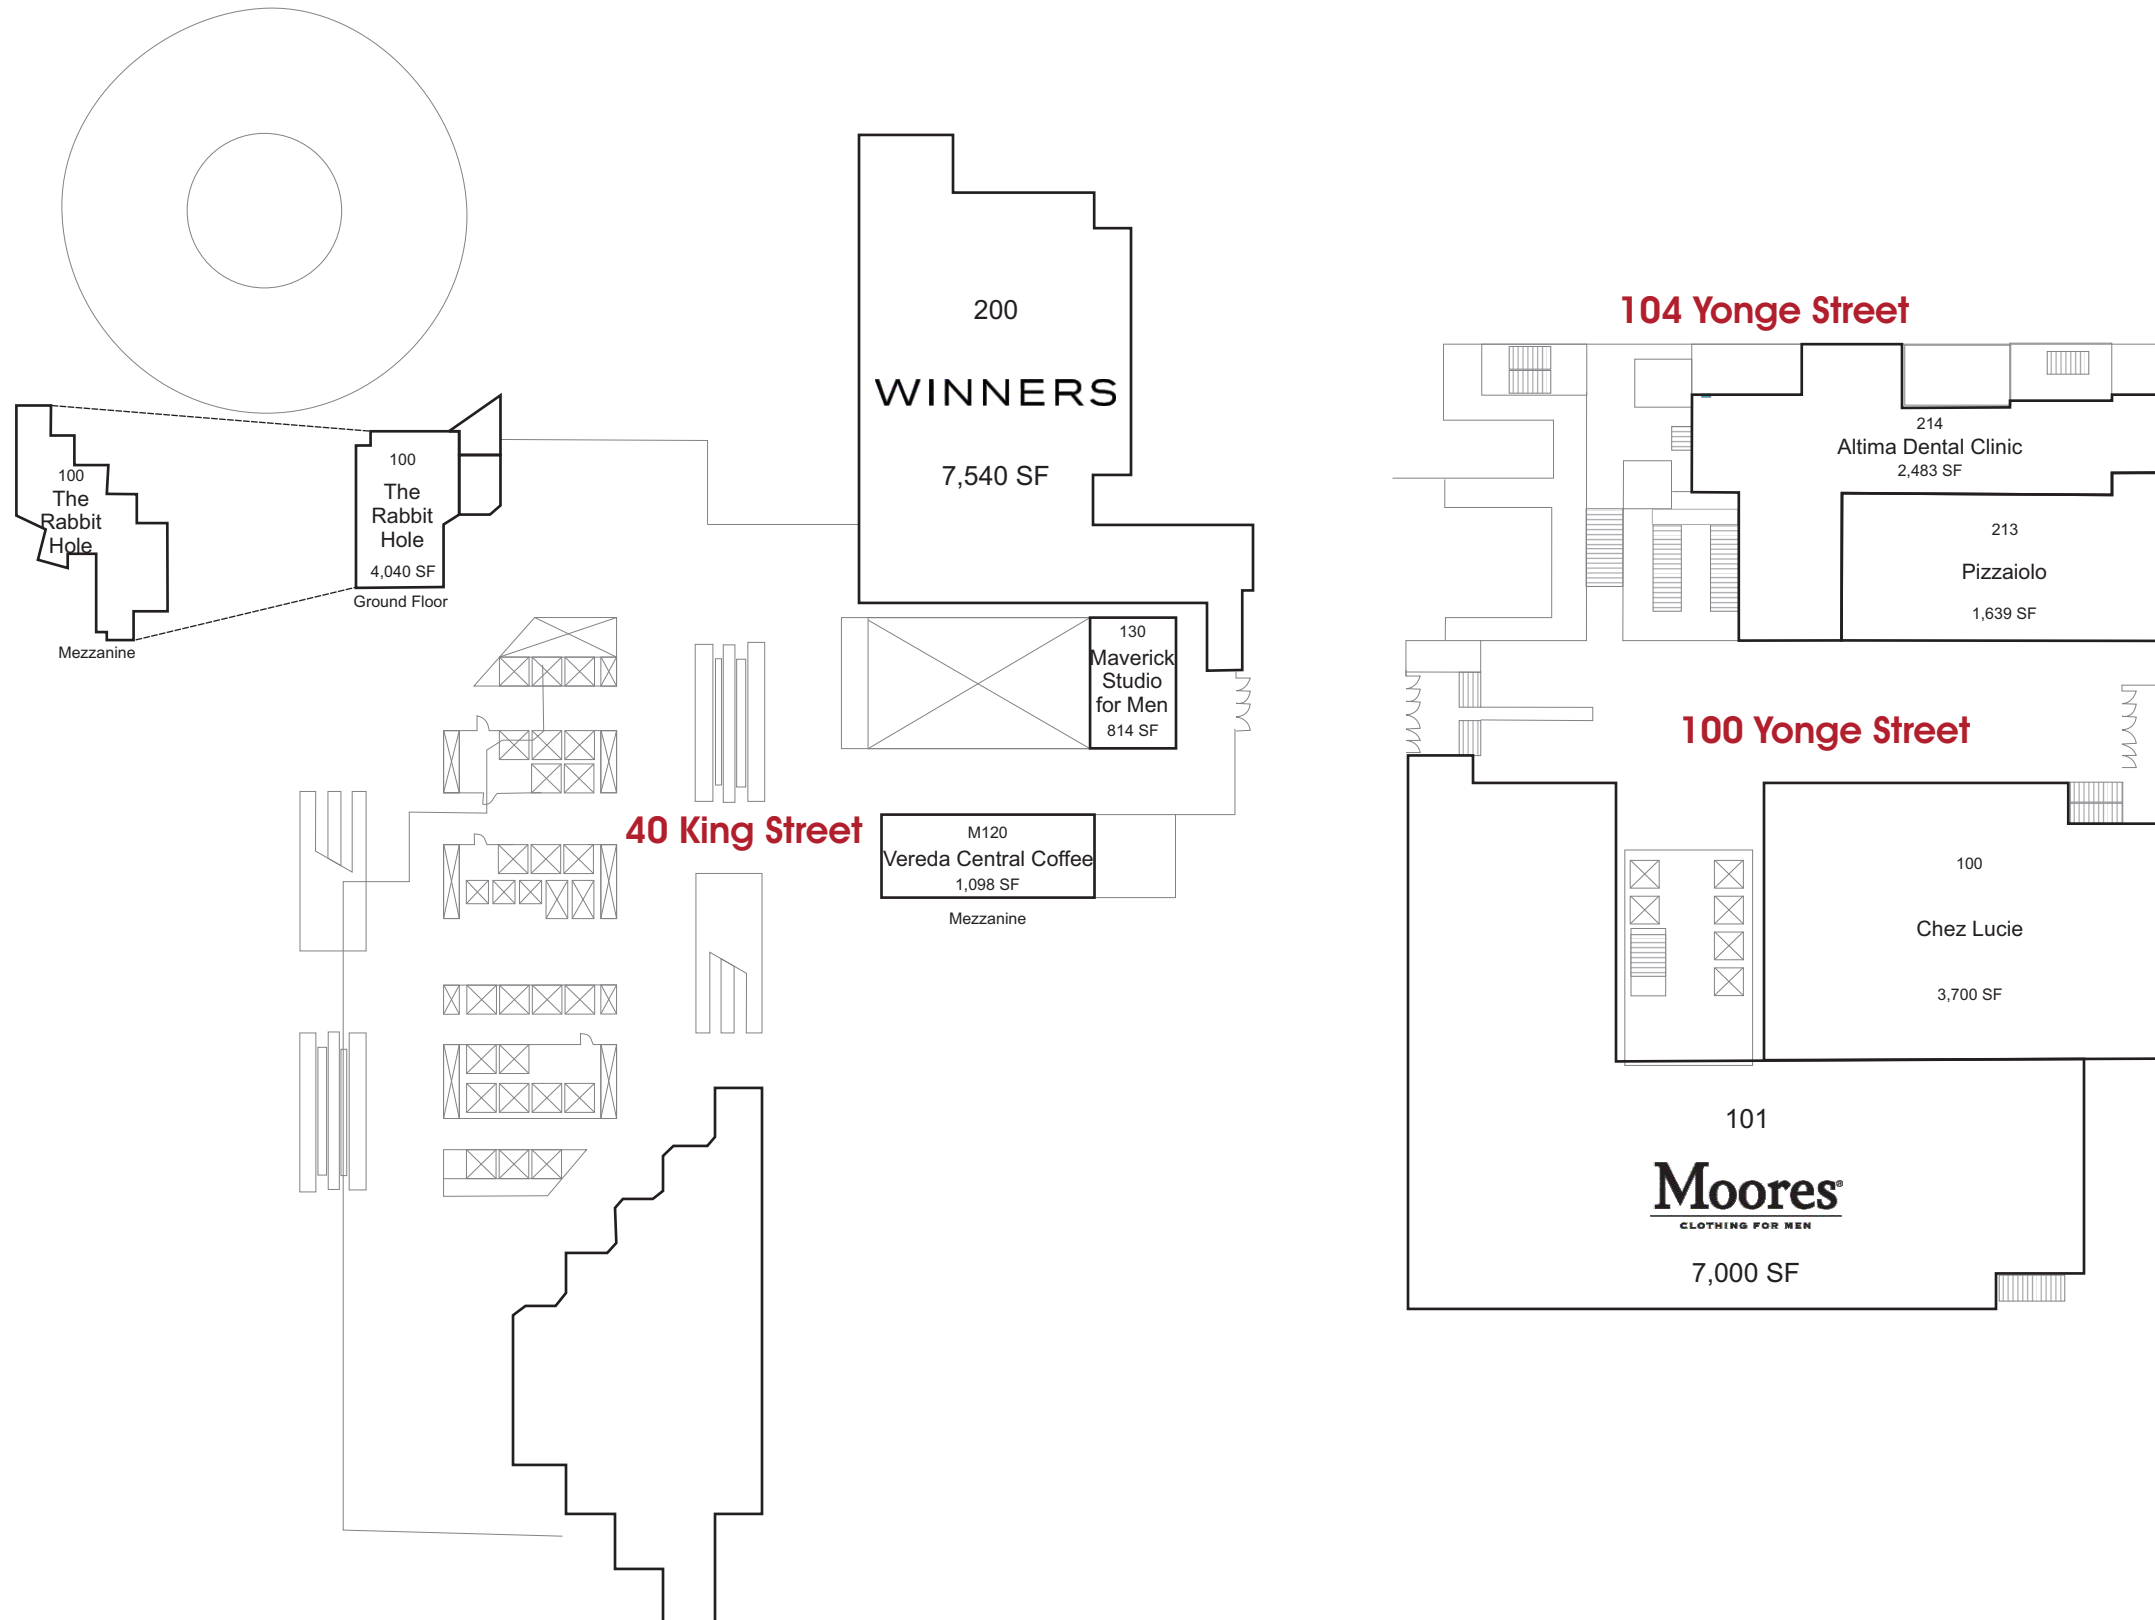 200
WINNERS
7,540 SF
100
The
Rabbit
Hole
Mezzanine
100
The
Rabbit
Hole
4,040 SF
Ground Floor
130
Maverick
Studio
for Men
814 SF
40 King Street
M120
Vereda Central Coffee
1,098 SF
Mezzanine
104 Yonge Street
214
Altima Dental Clinic
2,483 SF
213
Pizzaiolo
1,639 SF
100 Yonge Street
100
Chez Lucie
3,700 SF
101
Moores®
CLOTHING FOR MEN
7,000 SF